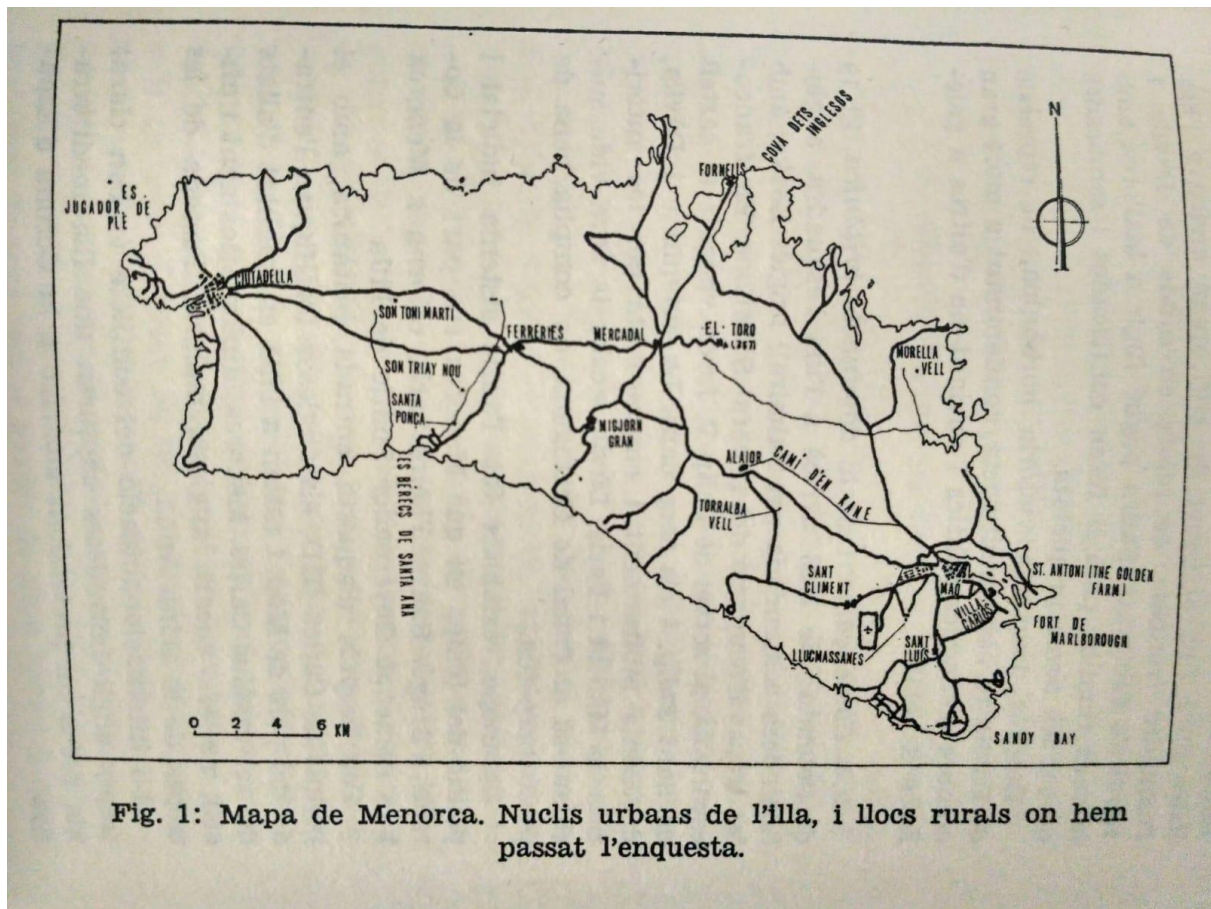 N
COVA DETS
INGLESOS
FORNELLS
ES
JUGADOR DE
PLE
CIUTADELLA
SON TONI MARTI
FERRERIES
MERCADAL
EL TORO
(357)
MORELLA
VELL
SON TRIAY NOU
SANTA
PONÇA
MIGJORN
GRAN
ALAIOR
CAMÍ D'EN KANE
ES BÈRECS DE SANTA ANA
TORRALBA
VELL
SANT
CLIMENT
MAÓ
ST. ANTONI (THE GOLDEN
FARM)
VILLA-
CARLOS
FORT DE
MARLBOROUGH
LLUCMASSANES
SANT
LLUÍS
SANDY BAY
0 2 4 6 KM
Fig. 1: Mapa de Menorca. Nuclis urbans de l'illa, i llocs rurals on hem
passat l'enquesta.